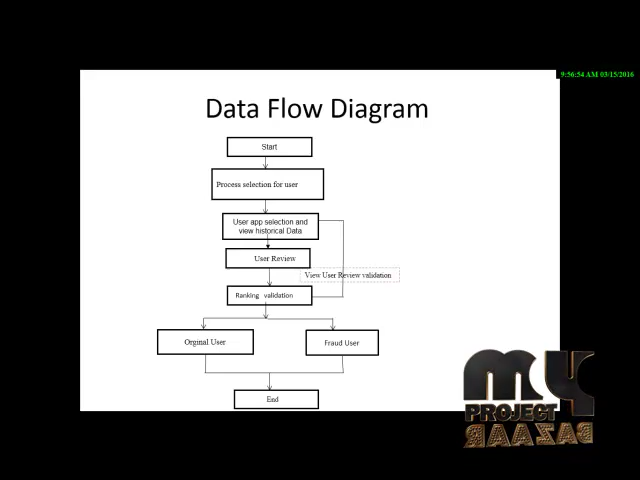 9:56:54 AM 03/15/2016
Data Flow Diagram
Start
Process selection for user
User app selection and
view historical Data
User Review
View User Review validation
Ranking validation
Orginal User
Fraud User
End
MY
PROJECT
BAZAAR